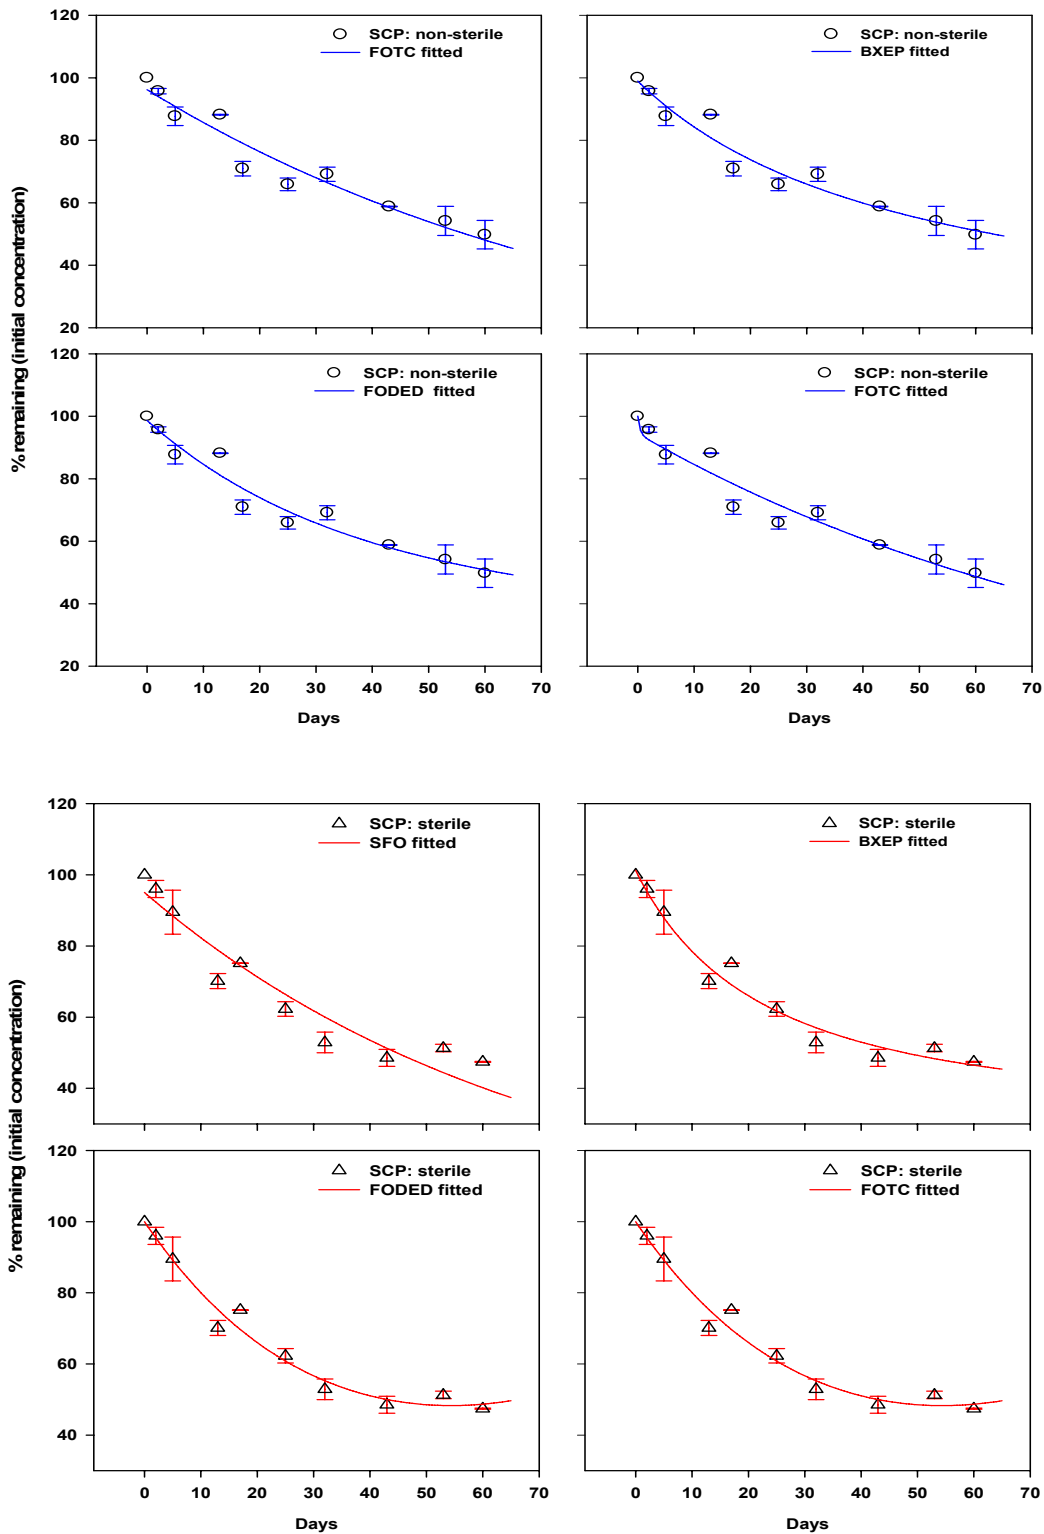 120
100
80
60
40
20
SCP: non-sterile
FOTC fitted
SCP: non-sterile
BXEP fitted
% remaining (initial concentration)
120
100
80
60
40
20
SCP: non-sterile
FODED fitted
SCP: non-sterile
FOTC fitted
0 10 20 30 40 50 60 70
0 10 20 30 40 50 60 70
Days
Days
120
100
80
60
40
SCP: sterile
SFO fitted
SCP: sterile
BXEP fitted
% remaining (initial concentration)
120
100
80
60
40
SCP: sterile
FODED fitted
SCP: sterile
FOTC fitted
0 10 20 30 40 50 60 70
0 10 20 30 40 50 60 70
Days
Days